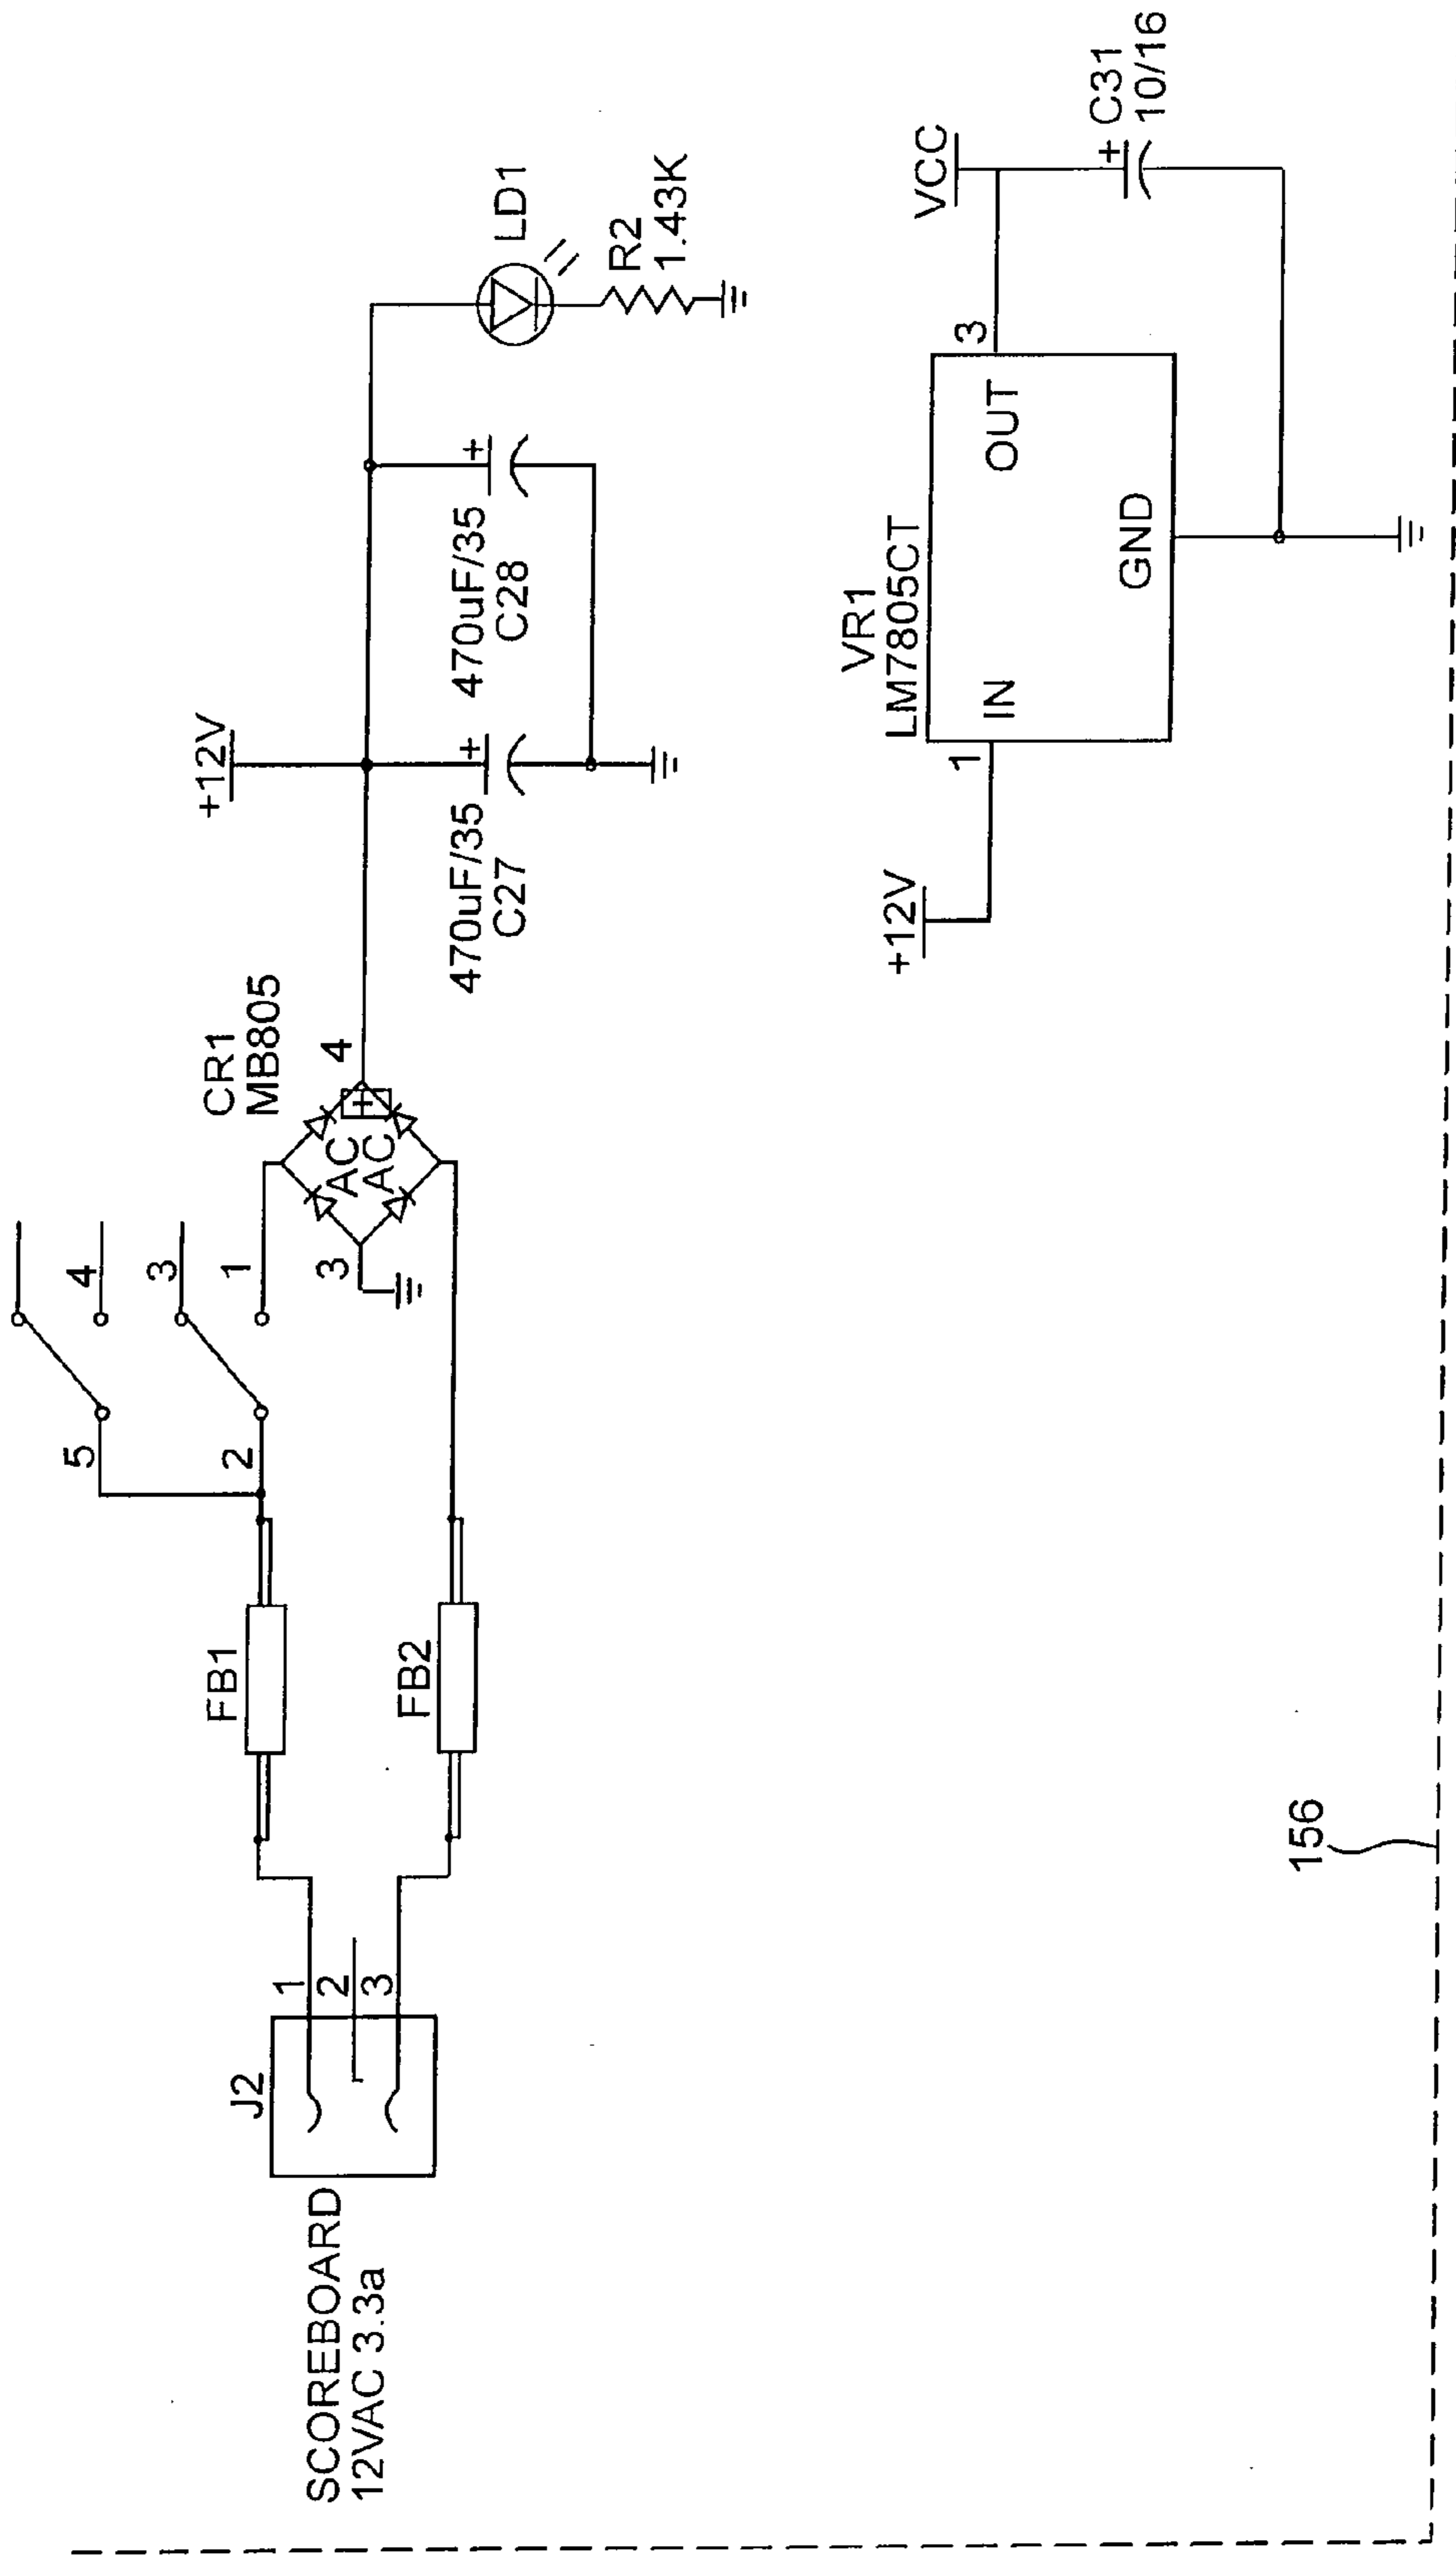 SCOREBOARD
12VAC 3.3a
J2
1
2
3
FB1
FB2
5
2
4
3
1
CR1
MB805
AC
AC
+
3
4
+12V
+
470uF/35
C27
+
470uF/35
C28
LD1
R2
1.43K
+12V
1
VR1
LM7805CT
IN
OUT
GND
3
VCC
+
C31
10/16
156